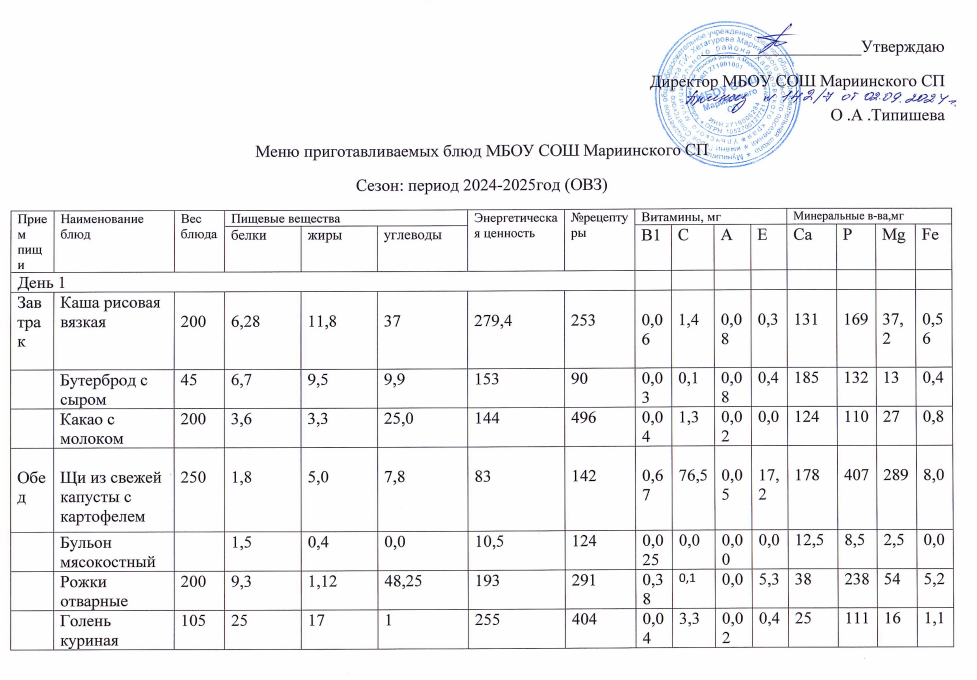 Утверждаю
Директор МБОУ СОШ Мариинского СП
от 02.09.2024 г.
О .А .Типишева
Меню приготавливаемых блюд МБОУ СОШ Мариинского СП
Сезон: период 2024-2025год (ОВЗ)
Прием пищи Наименование блюд Вес блюда Пищевые вещества Энергетическая ценность №рецептуры Витамины, мг Минеральные в-ва,мг
белки жиры углеводы В1 С А Е Са Р Mg Fe
День 1
Завтрак Каша рисовая вязкая 200 6,28 11,8 37 279,4 253 0,06 1,4 0,08 0,3 131 169 37,2 0,56
Бутерброд с сыром 45 6,7 9,5 9,9 153 90 0,03 0,1 0,08 0,4 185 132 13 0,4
Какао с молоком 200 3,6 3,3 25,0 144 496 0,04 1,3 0,02 0,0 124 110 27 0,8
Обед Щи из свежей капусты с картофелем 250 1,8 5,0 7,8 83 142 0,67 76,5 0,05 17,2 178 407 289 8,0
Бульон мясокостный 1,5 0,4 0,0 10,5 124 0,025 0,0 0,00 0,0 12,5 8,5 2,5 0,0
Рожки отварные 200 9,3 1,12 48,25 193 291 0,38 0,1 0,0 5,3 38 238 54 5,2
Голень куриная 105 25 17 1 255 404 0,04 3,3 0,02 0,4 25 111 16 1,1